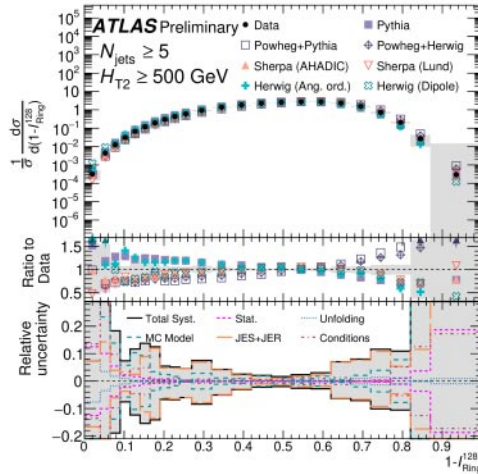 ATLAS Preliminary
N_jets ≥ 5
H_T2 ≥ 500 GeV
Data
Pythia
Powheg+Pythia
Powheg+Herwig
Sherpa (AHADIC)
Sherpa (Lund)
Herwig (Ang. ord.)
Herwig (Dipole)
1/σ dσ/d(1-I_Ring^128)
10^5
10^4
10^3
10^2
10
1
10^-1
10^-2
10^-3
10^-4
10^-5
10^-6
Ratio to Data
1.5
1
0.5
Relative uncertainty
0.2
0.1
0
-0.1
-0.2
Total Syst.
Stat.
Unfolding
MC Model
JES+JER
Conditions
0 0.1 0.2 0.3 0.4 0.5 0.6 0.7 0.8 0.9
1-I_Ring^128